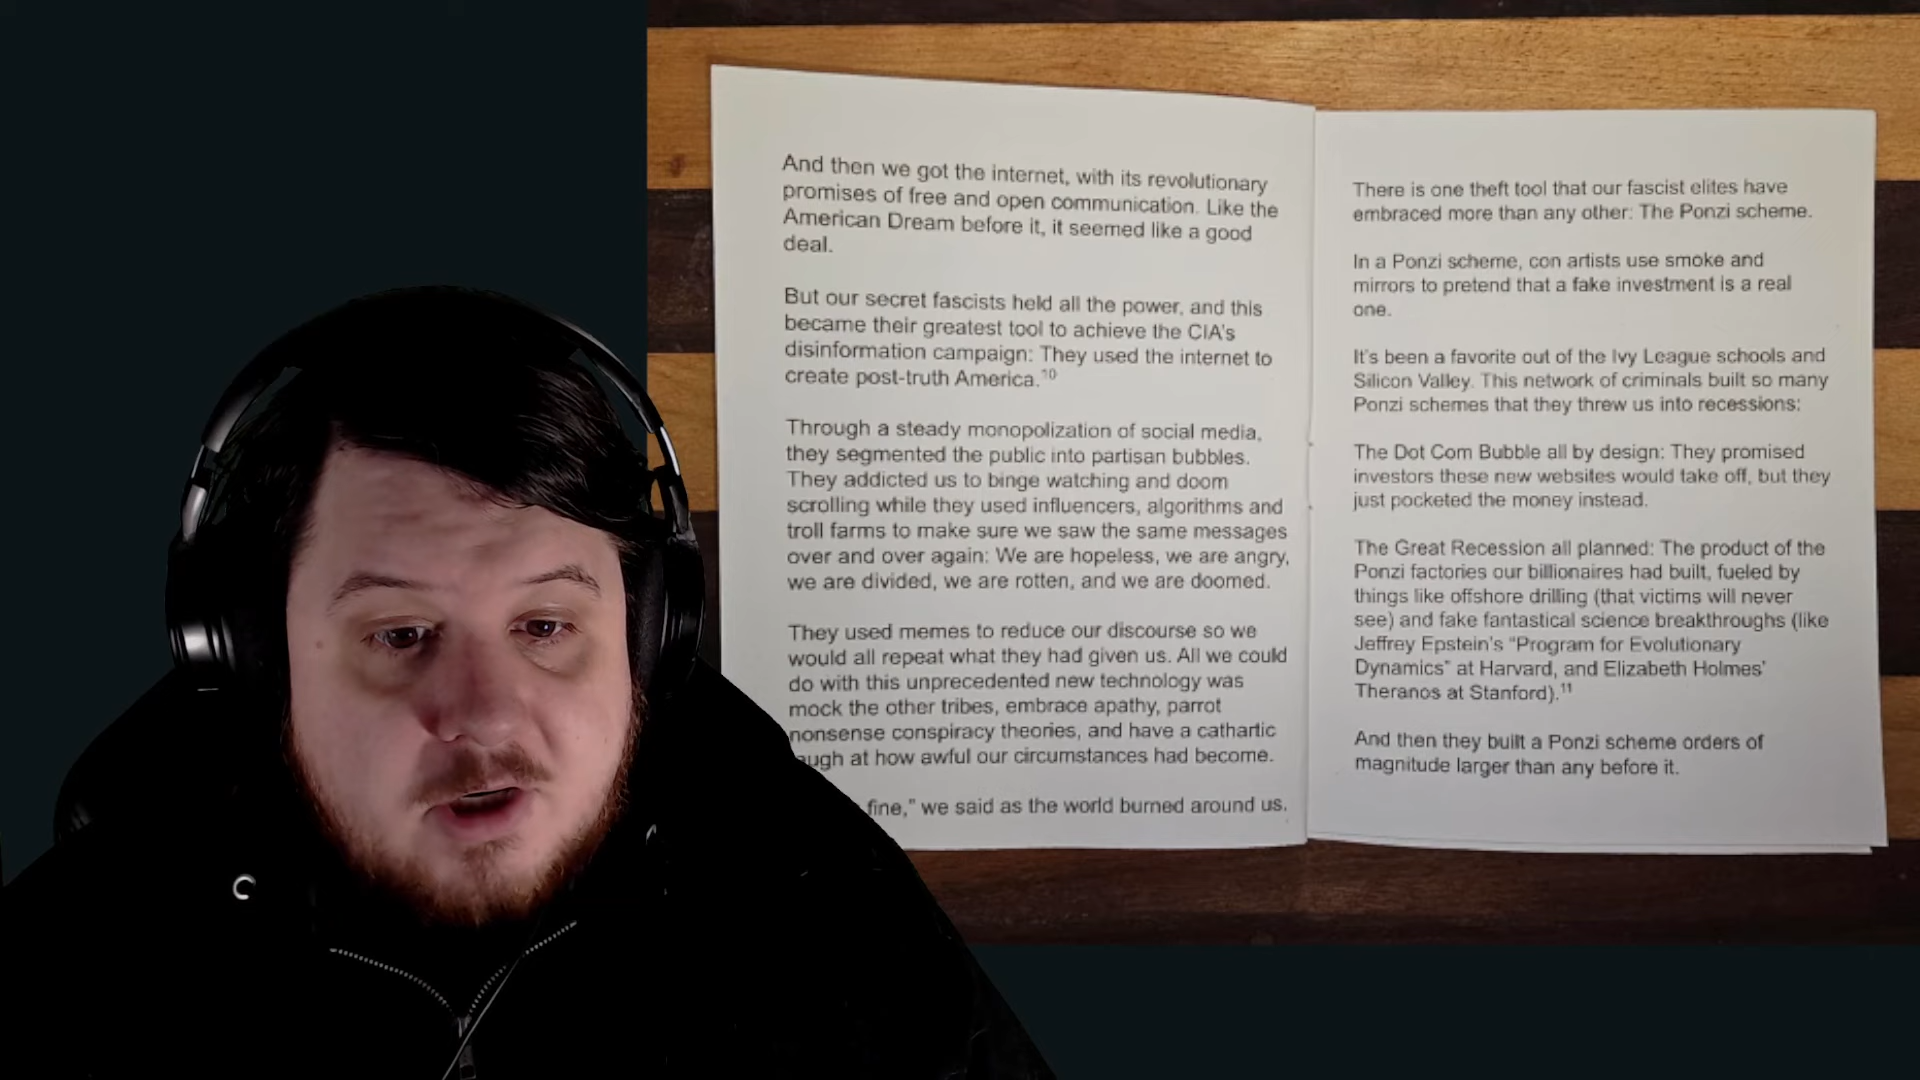 And then we got the internet, with its revolutionary
promises of free and open communication. Like the
American Dream before it, it seemed like a good
deal.
But our secret fascists held all the power, and this
became their greatest tool to achieve the CIA's
disinformation campaign: They used the internet to
create post-truth America.¹⁰
Through a steady monopolization of social media,
they segmented the public into partisan bubbles.
They addicted us to binge watching and doom
scrolling while they used influencers, algorithms and
troll farms to make sure we saw the same messages
over and over again: We are hopeless, we are angry,
we are divided, we are rotten, and we are doomed.
They used memes to reduce our discourse so we
would all repeat what they had given us. All we could
do with this unprecedented new technology was
mock the other tribes, embrace apathy, parrot
nonsense conspiracy theories, and have a cathartic
at how awful our circumstances had become.
fine," we said as the world burned around us.
There is one theft tool that our fascist elites have
embraced more than any other: The Ponzi scheme.
In a Ponzi scheme, con artists use smoke and
mirrors to pretend that a fake investment is a real
one.
It's been a favorite out of the Ivy League schools and
Silicon Valley. This network of criminals built so many
Ponzi schemes that they threw us into recessions:
The Dot Com Bubble all by design: They promised
investors these new websites would take off, but they
just pocketed the money instead.
The Great Recession all planned: The product of the
Ponzi factories our billionaires had built, fueled by
things like offshore drilling (that victims will never
see) and fake fantastical science breakthroughs (like
Jeffrey Epstein's "Program for Evolutionary
Dynamics" at Harvard, and Elizabeth Holmes'
Theranos at Stanford).¹¹
And then they built a Ponzi scheme orders of
magnitude larger than any before it.